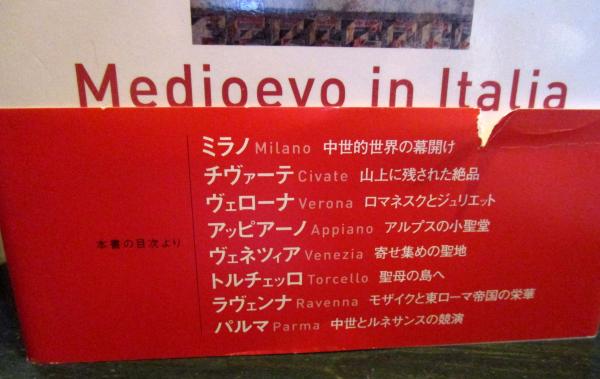 Medioevo in Italia
本書の目次より
ミラノ Milano 中世的世界の幕開け
チヴァーテ Civate 山上に残された絶品
ヴェローナ Verona ロマネスクとジュリエット
アッピアーノ Appiano アルプスの小聖堂
ヴェネツィア Venezia 寄せ集めの聖地
トルチェッロ Torcello 聖母の島へ
ラヴェンナ Ravenna モザイクと東ローマ帝国の栄華
パルマ Parma 中世とルネサンスの競演